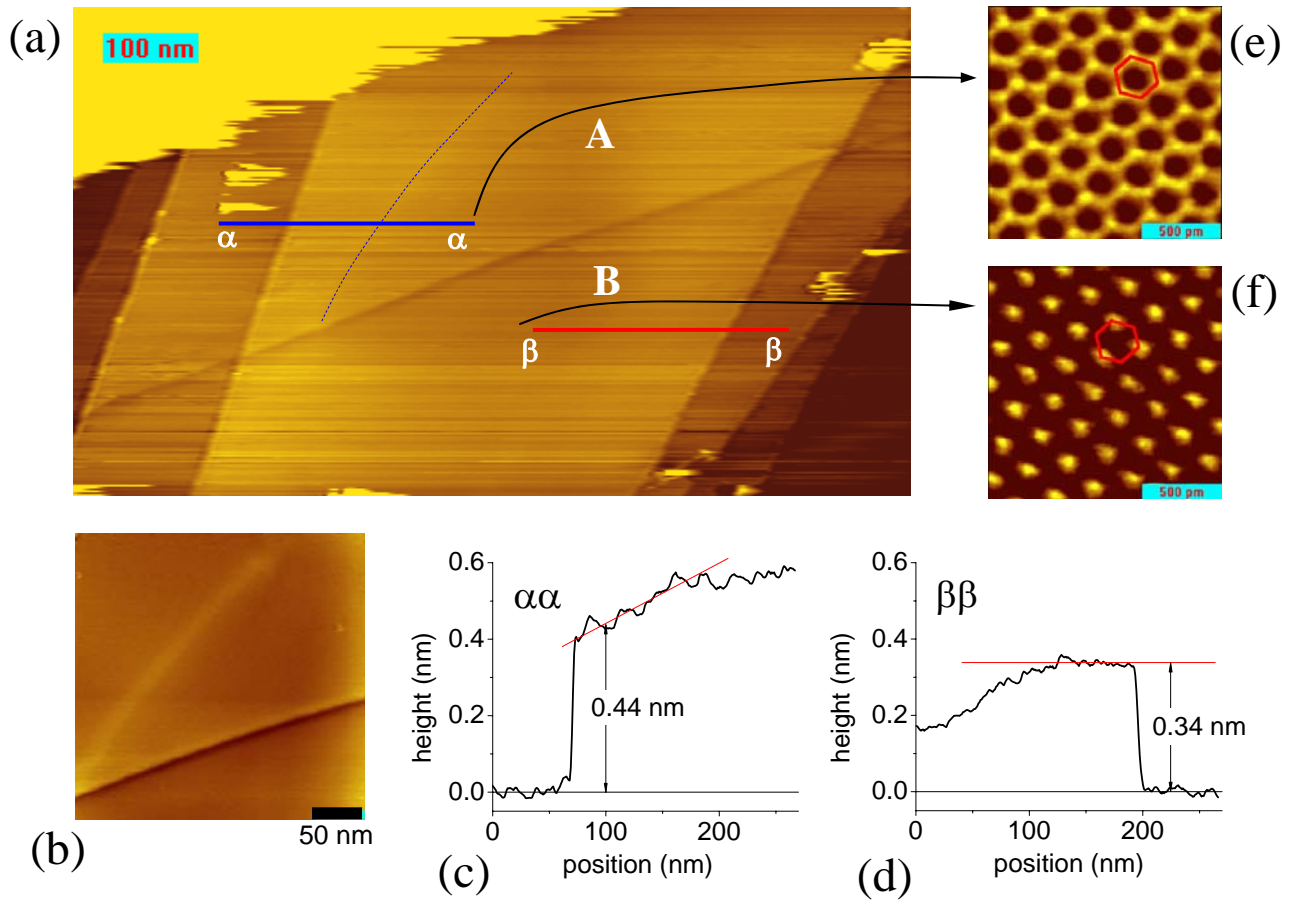 (a)
100 nm
A
α
α
B
β
β
(e)
500 pm
(f)
500 pm
(b)
50 nm
(c)
αα
height (nm)
0.6
0.4
0.2
0.0
0.44 nm
0
100
200
position (nm)
(d)
ββ
height (nm)
0.6
0.4
0.2
0.0
0.34 nm
0
100
200
position (nm)